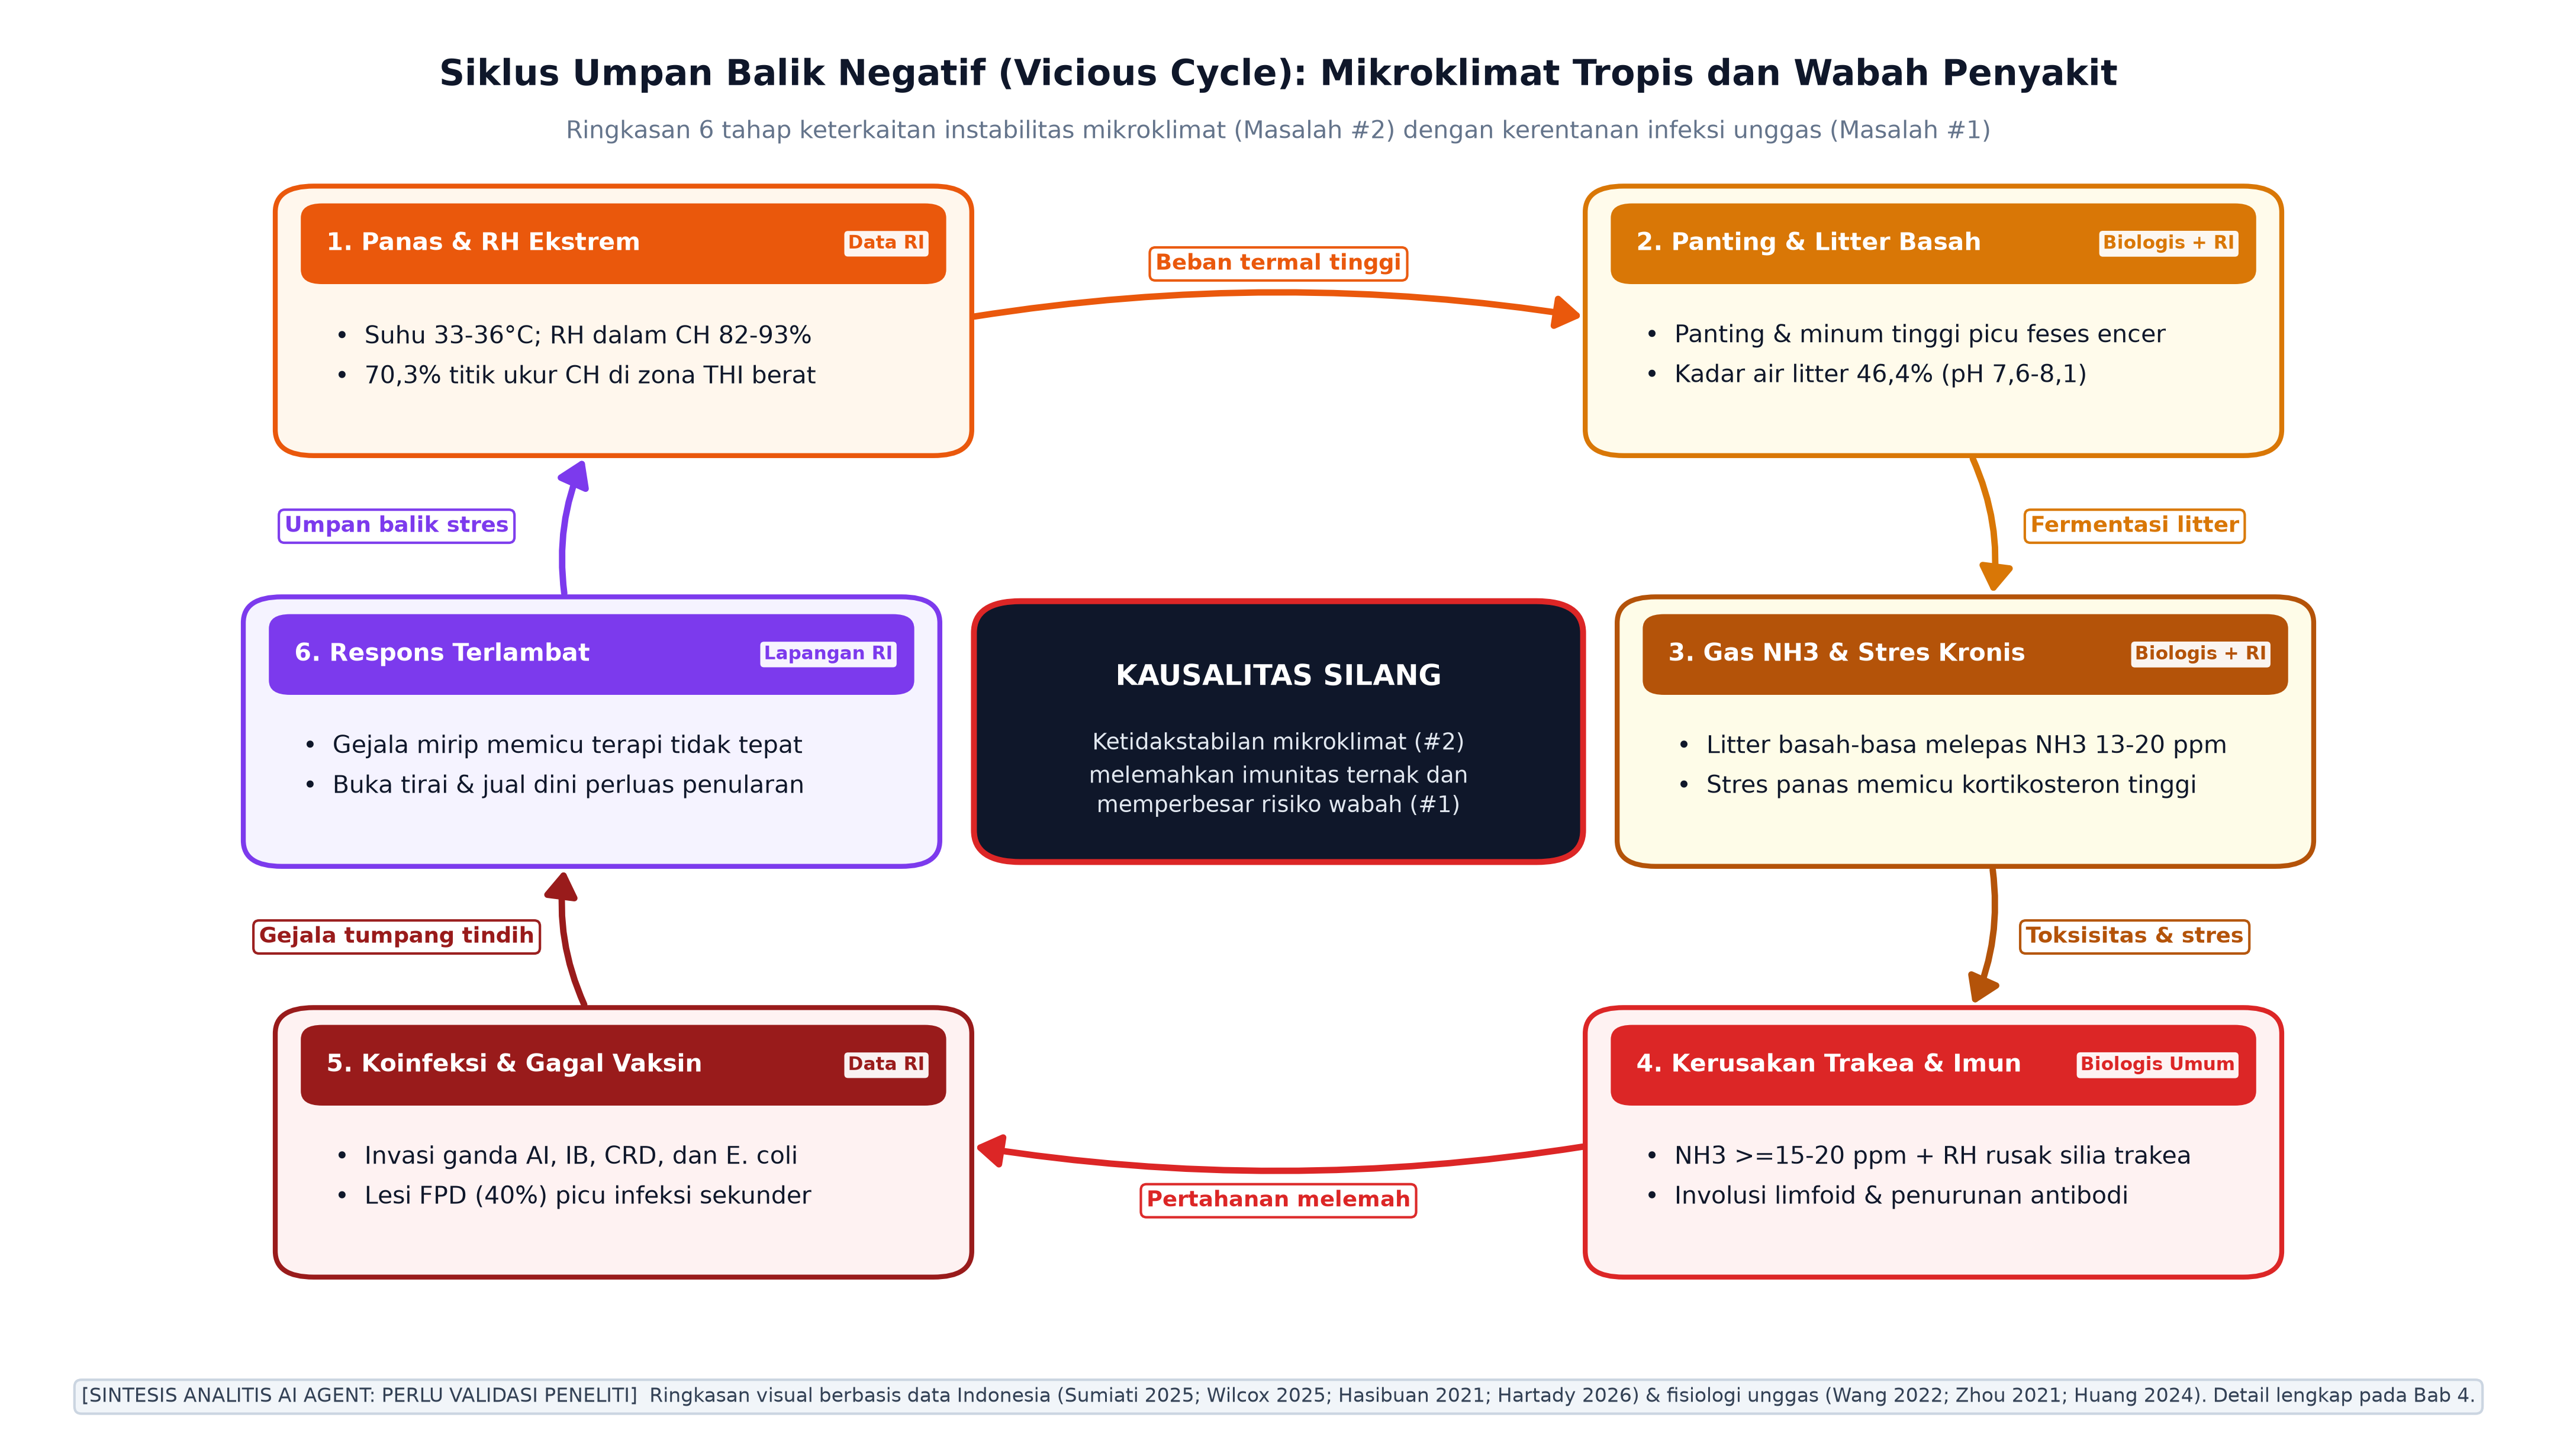 Siklus Umpan Balik Negatif (Vicious Cycle): Mikroklimat Tropis dan Wabah Penyakit
Ringkasan 6 tahap keterkaitan instabilitas mikroklimat (Masalah #2) dengan kerentanan infeksi unggas (Masalah #1)
1. Panas & RH Ekstrem
Data RI
• Suhu 33-36°C; RH dalam CH 82-93%
• 70,3% titik ukur CH di zona THI berat
Beban termal tinggi
2. Panting & Litter Basah
Biologis + RI
• Panting & minum tinggi picu feses encer
• Kadar air litter 46,4% (pH 7,6-8,1)
Fermentasi litter
3. Gas NH3 & Stres Kronis
Biologis + RI
• Litter basah-basa melepas NH3 13-20 ppm
• Stres panas memicu kortikosteron tinggi
Toksisitas & stres
4. Kerusakan Trakea & Imun
Biologis Umum
• NH3 >=15-20 ppm + RH rusak silia trakea
• Involusi limfoid & penurunan antibodi
Pertahanan melemah
5. Koinfeksi & Gagal Vaksin
Data RI
• Invasi ganda AI, IB, CRD, dan E. coli
• Lesi FPD (40%) picu infeksi sekunder
Gejala tumpang tindih
6. Respons Terlambat
Lapangan RI
• Gejala mirip memicu terapi tidak tepat
• Buka tirai & jual dini perluas penularan
Umpan balik stres
KAUSALITAS SILANG
Ketidakstabilan mikroklimat (#2)
melemahkan imunitas ternak dan
memperbesar risiko wabah (#1)
[SINTESIS ANALITIS AI AGENT: PERLU VALIDASI PENELITI] Ringkasan visual berbasis data Indonesia (Sumiati 2025; Wilcox 2025; Hasibuan 2021; Hartady 2026) & fisiologi unggas (Wang 2022; Zhou 2021; Huang 2024). Detail lengkap pada Bab 4.